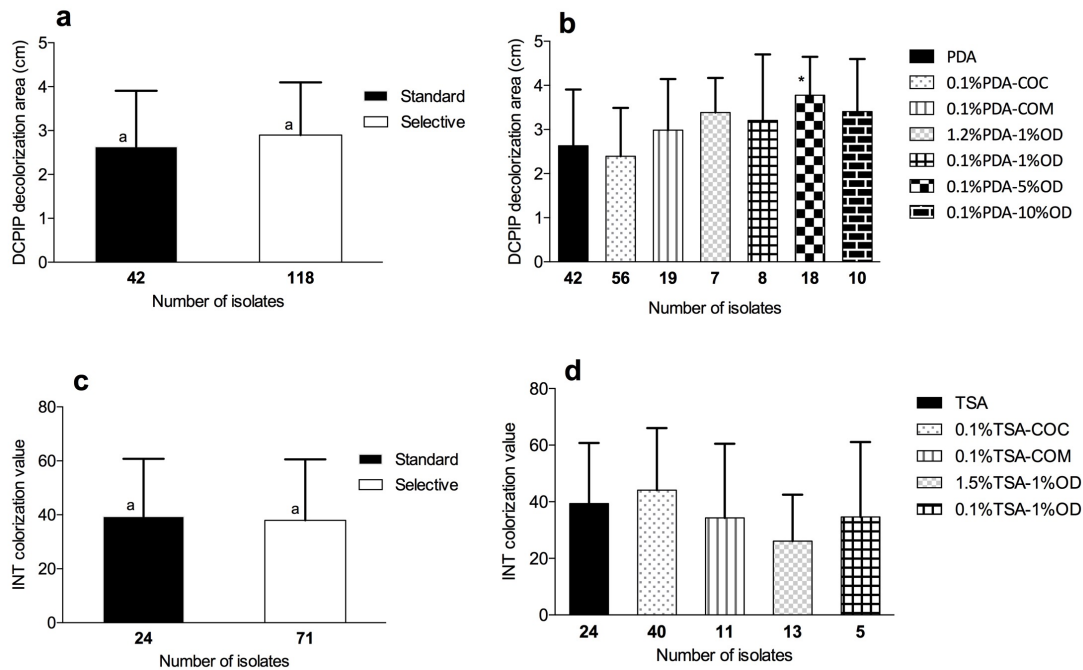 a
DCPIP decolorization area (cm)
5
4
3
2
1
0
a
a
42
118
Number of isolates
Standard
Selective
b
DCPIP decolorization area (cm)
5
4
3
2
1
0
*
42 56 19 7 8 18 10
Number of isolates
PDA
0.1%PDA-COC
0.1%PDA-COM
1.2%PDA-1%OD
0.1%PDA-1%OD
0.1%PDA-5%OD
0.1%PDA-10%OD
c
INT colorization value
80
60
40
20
0
a
a
24
71
Number of isolates
Standard
Selective
d
INT colorization value
80
60
40
20
0
24 40 11 13 5
Number of isolates
TSA
0.1%TSA-COC
0.1%TSA-COM
1.5%TSA-1%OD
0.1%TSA-1%OD